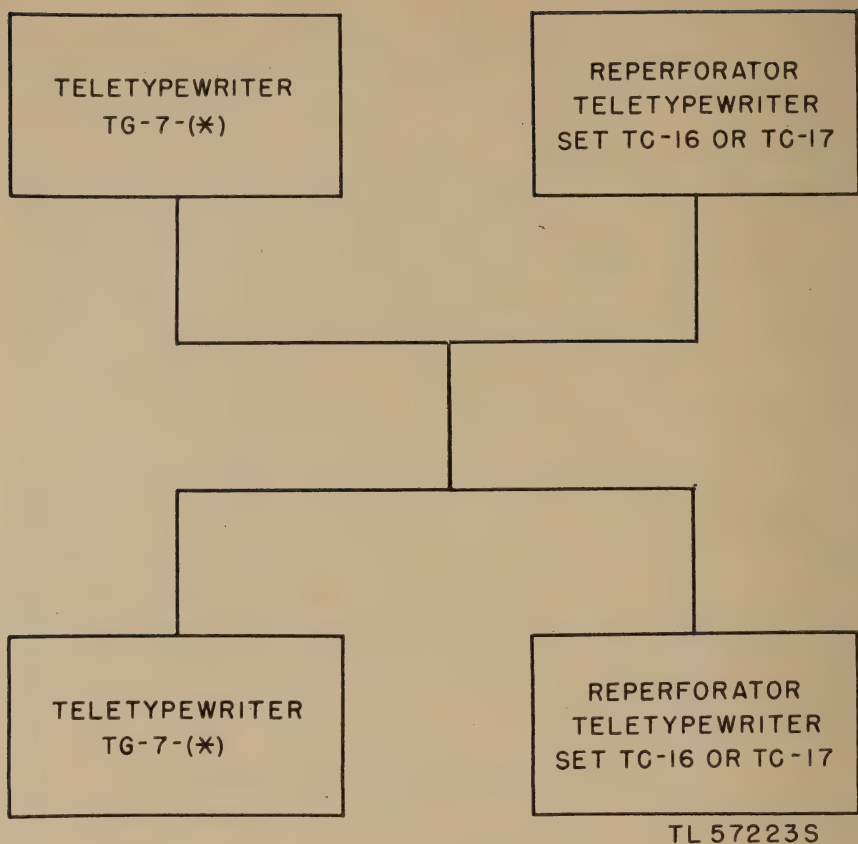 TELETYPEWRITER
TG-7-(*)
REPERFORATOR
TELETYPEWRITER
SET TC-16 OR TC-17
TELETYPEWRITER
TG-7-(*)
REPERFORATOR
TELETYPEWRITER
SET TC-16 OR TC-17
TL 57223S